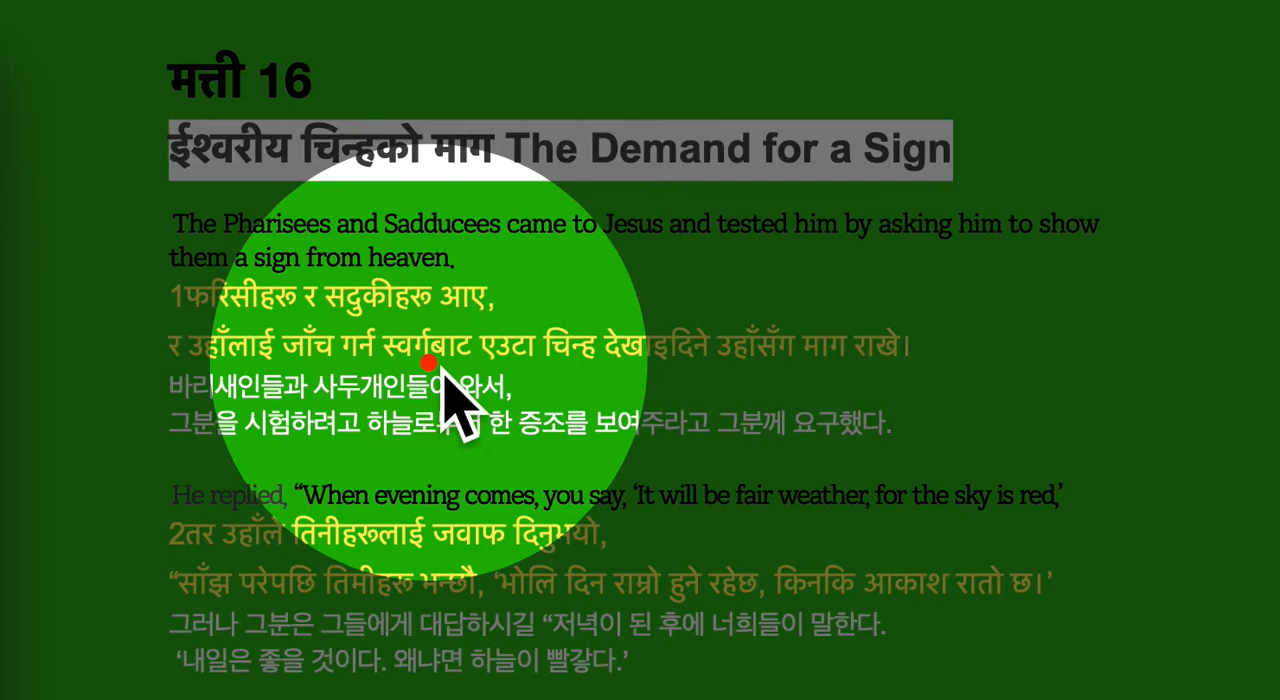 मत्ती 16
ईश्वरीय चिन्हको माग The Demand for a Sign
The Pharisees and Sadducees came to Jesus and tested him by asking him to show
them a sign from heaven.
1फरिसीहरू र सदुकीहरू आए,
र उहाँलाई जाँच गर्न स्वर्गबाट एउटा चिन्ह देखाइदिने उहाँसँग माग राखे।
바리새인들과 사두개인들이 와서,
그분을 시험하려고 하늘로부터 한 증조를 보여주라고 그분께 요구했다.
He replied, “When evening comes, you say, ‘It will be fair weather, for the sky is red,’
2तर उहाँले तिनीहरूलाई जवाफ दिनुभयो,
“साँझ परेपछि तिमीहरू भन्छौ, ‘भोलि दिन राम्रो हुने रहेछ, किनकि आकाश रातो छ।’
그러나 그분은 그들에게 대답하시길 “저녁이 된 후에 너희들이 말한다.
‘내일은 좋을 것이다. 왜냐면 하늘이 빨갛다.’